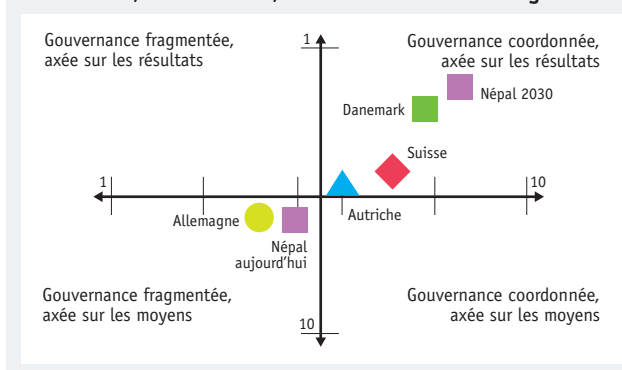 Gouvernance fragmentée,
axée sur les résultats
1
Gouvernance coordonnée,
axée sur les résultats
Népal 2030
Danemark
Suisse
1
10
Allemagne
Autriche
Népal
aujourd'hui
Gouvernance fragmentée,
axée sur les moyens
Gouvernance coordonnée,
axée sur les moyens
10